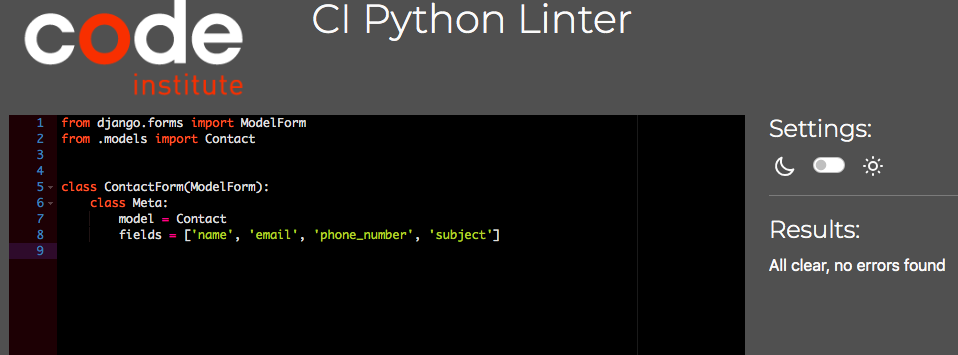 code
institute
CI Python Linter
1 from django.forms import ModelForm
2 from .models import Contact
3
4
5 class ContactForm(ModelForm):
6     class Meta:
7         model = Contact
8         fields = ['name', 'email', 'phone_number', 'subject']
9
Settings:
Results:
All clear, no errors found